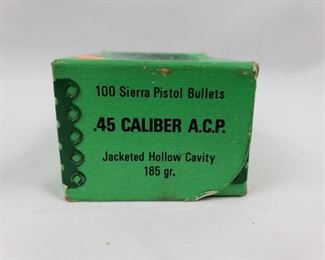 100 Sierra Pistol Bullets
.45 CALIBER A.C.P.
Jacketed Hollow Cavity
185 gr.